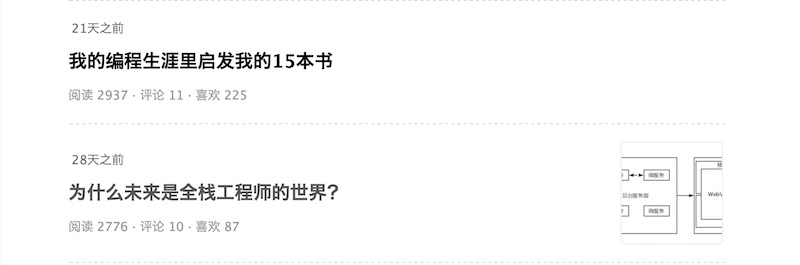 21天之前
我的编程生涯里启发我的15本书
阅读 2937 · 评论 11 · 喜欢 225
28天之前
为什么未来是全栈工程师的世界？
阅读 2776 · 评论 10 · 喜欢 87
微服务
后台服务层
微服务